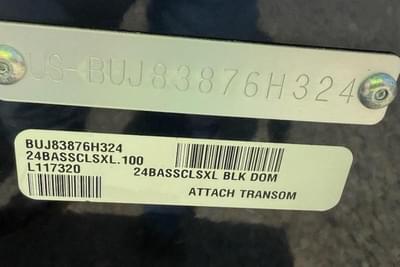 US-BUJ83876H324
BUJ83876H324
24BASSCLSXL.100
L117320
24BASSCLSXL BLK DOM
ATTACH TRANSOM